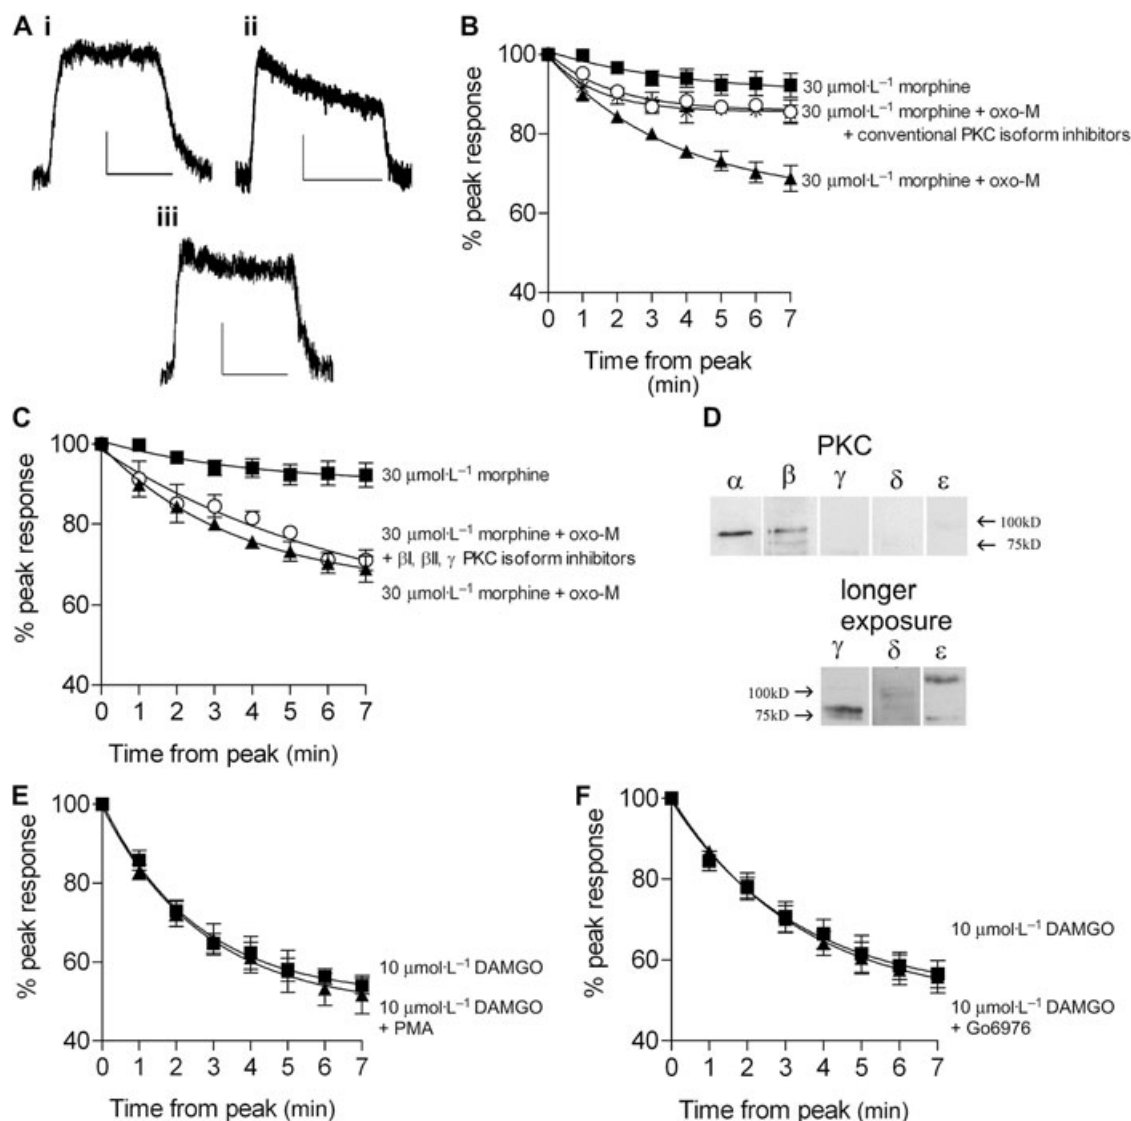 A i
ii
iii
B
% peak response
100
80
60
40
0 1 2 3 4 5 6 7
Time from peak
(min)
30 µmol·L⁻¹ morphine
30 µmol·L⁻¹ morphine + oxo-M
+ conventional PKC isoform inhibitors
30 µmol·L⁻¹ morphine + oxo-M
C
% peak response
100
80
60
40
0 1 2 3 4 5 6 7
Time from peak (min)
30 µmol·L⁻¹ morphine
30 µmol·L⁻¹ morphine + oxo-M
+ βI, βII, γ PKC isoform inhibitors
30 µmol·L⁻¹ morphine + oxo-M
D
PKC
α β γ δ ε
← 100kD
← 75kD
longer
exposure
γ δ ε
100kD →
75kD →
E
% peak response
100
80
60
40
0 1 2 3 4 5 6 7
Time from peak (min)
10 µmol·L⁻¹ DAMGO
10 µmol·L⁻¹ DAMGO
+ PMA
F
% peak response
100
80
60
40
0 1 2 3 4 5 6 7
Time from peak (min)
10 µmol·L⁻¹ DAMGO
10 µmol·L⁻¹ DAMGO
+ Go6976